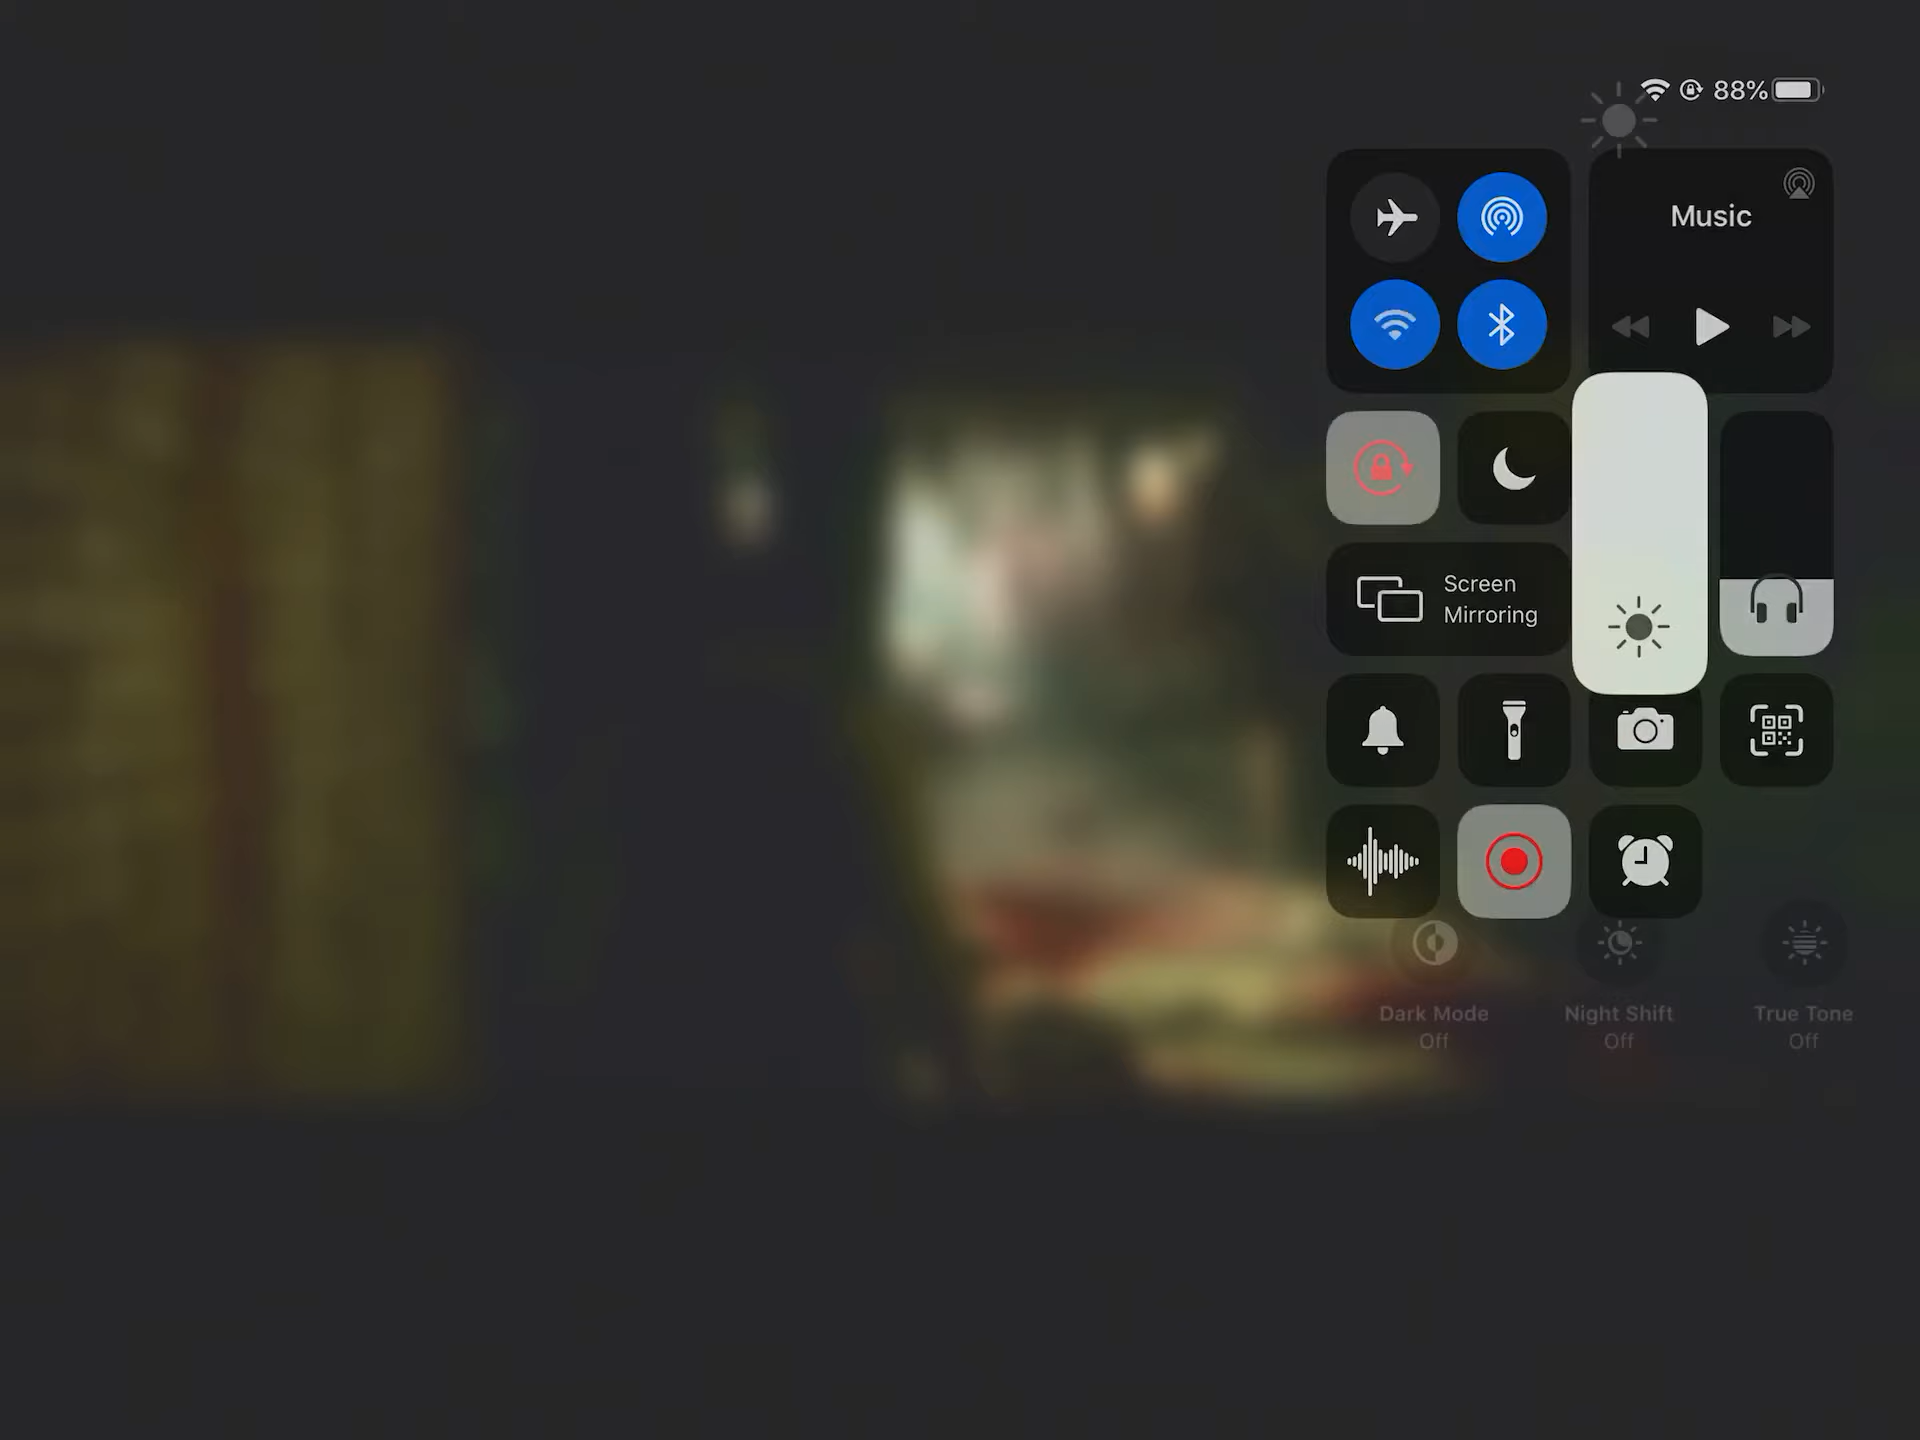 88%
Music
Screen
Mirroring
Dark Mode
Off
Night Shift
Off
True Tone
Off